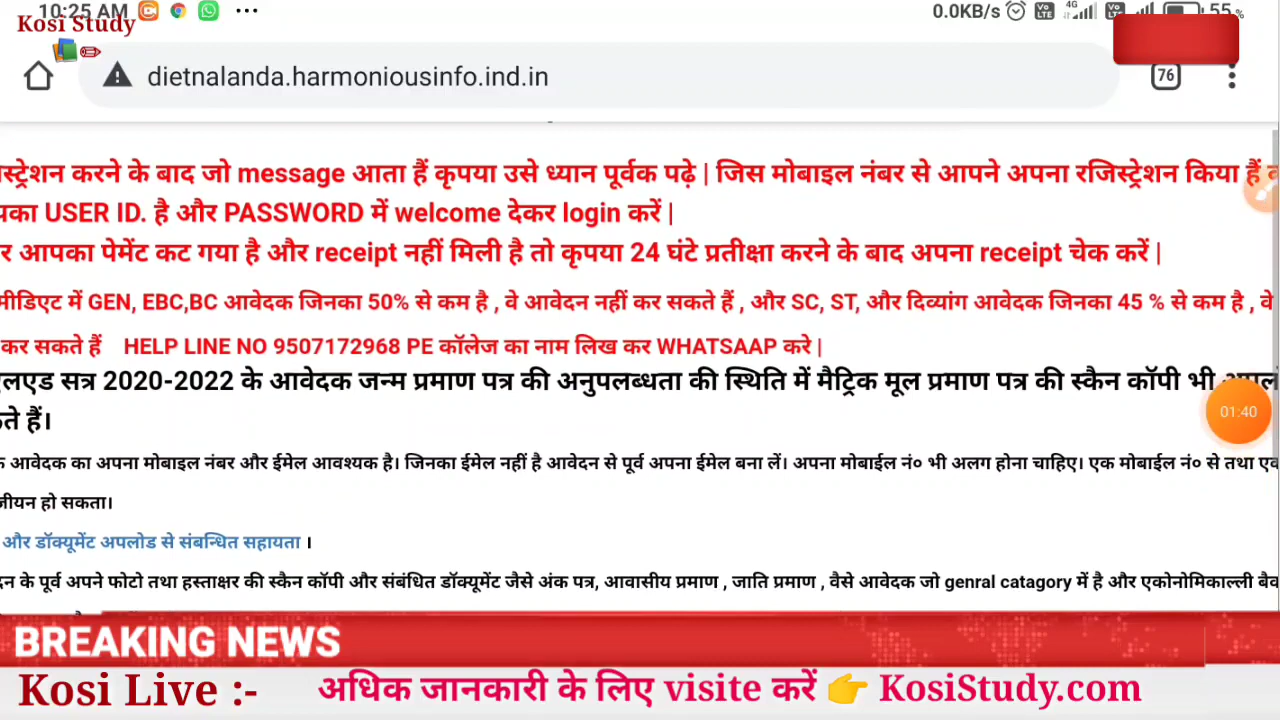 10:25 AM ... 0.0KB/s Vo LTE 4G Vo 55%
Kosi Study
dietnalanda.harmoniousinfo.ind.in 76
स्ट्रेशन करने के बाद जो message आता हैं कृपया उसे ध्यान पूर्वक पढ़े | जिस मोबाइल नंबर से आपने अपना रजिस्ट्रेशन किया हैं
का USER ID. है और PASSWORD में welcome देकर login करें |
र आपका पेमेंट कट गया है और receipt नहीं मिली है तो कृपया 24 घंटे प्रतीक्षा करने के बाद अपना receipt चेक करें |
मीडिएट में GEN, EBC,BC आवेदक जिनका 50% से कम है , वे आवेदन नहीं कर सकते हैं , और SC, ST, और दिव्यांग आवेदक जिनका 45 % से कम है , वे
कर सकते हैं HELP LINE NO 9507172968 PE कॉलेज का नाम लिख कर WHATSAAP करे |
एलएड सत्र 2020-2022 के आवेदक जन्म प्रमाण पत्र की अनुपलब्धता की स्थिति में मैट्रिक मूल प्रमाण पत्र की स्कैन कॉपी भी
ते हैं।
01:40
आवेदक का अपना मोबाइल नंबर और ईमेल आवश्यक है। जिनका ईमेल नहीं है आवेदन से पूर्व अपना ईमेल बना लें। अपना मोबाईल नं० भी अलग होना चाहिए। एक मोबाईल नं० से तथा एक
जीयन हो सकता।
और डॉक्यूमेंट अपलोड से संबन्धित सहायता ।
दन के पूर्व अपने फोटो तथा हस्ताक्षर की स्कैन कॉपी और संबंधित डॉक्यूमेंट जैसे अंक पत्र, आवासीय प्रमाण , जाति प्रमाण , वैसे आवेदक जो genral catagory में है और एकोनोमिकाल्ली बैक
BREAKING NEWS
Kosi Live :- अधिक जानकारी के लिए visite करें 👉 KosiStudy.com